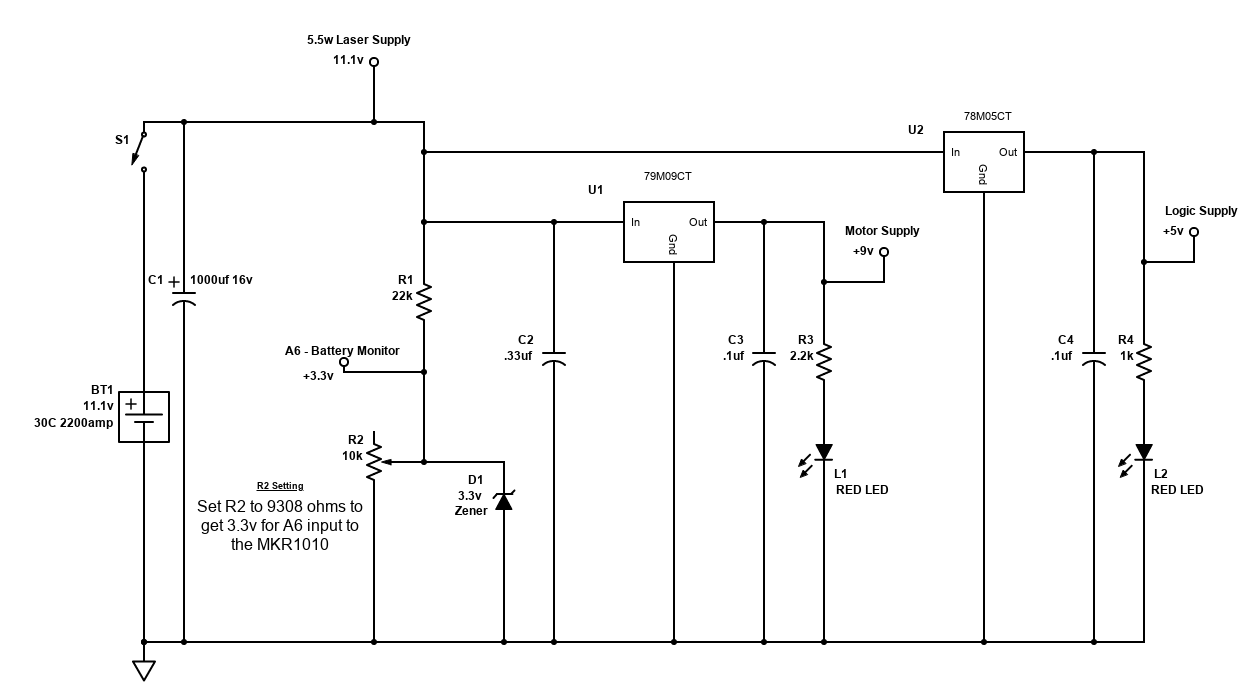 5.5w Laser Supply
11.1v
S1
C1
1000uf 16v
BT1
11.1v
30C 2200amp
R1
22k
A6 - Battery Monitor
+3.3v
R2
10k
R2 Setting
Set R2 to 9308 ohms to
get 3.3v for A6 input to
the MKR1010
D1
3.3v
Zener
C2
.33uf
U1
79M09CT
In
Out
Gnd
C3
.1uf
Motor Supply
+9v
R3
2.2k
L1
RED LED
U2
78M05CT
In
Out
Gnd
Logic Supply
+5v
C4
.1uf
R4
1k
L2
RED LED